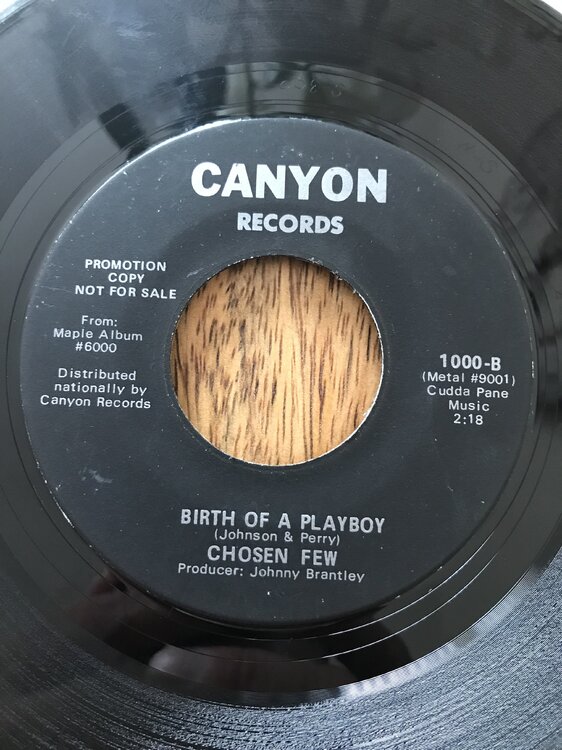 CANYON
RECORDS
PROMOTION
COPY
NOT FOR SALE
From:
Maple Album
#6000
Distributed
nationally by
Canyon Records
1000-B
(Metal #9001)
Cudda Pane
Music
2:18
BIRTH OF A PLAYBOY
(Johnson & Perry)
CHOSEN FEW
Producer: Johnny Brantley